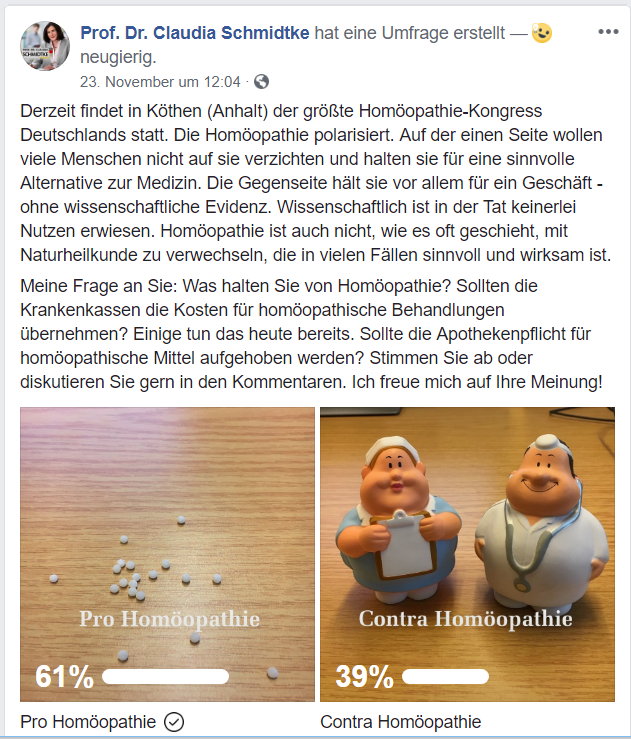 Prof. Dr. Claudia Schmidtke hat eine Umfrage erstellt —
neugierig.
23. November um 12:04 ·
Derzeit findet in Köthen (Anhalt) der größte Homöopathie-Kongress
Deutschlands statt. Die Homöopathie polarisiert. Auf der einen Seite wollen
viele Menschen nicht auf sie verzichten und halten sie für eine sinnvolle
Alternative zur Medizin. Die Gegenseite hält sie vor allem für ein Geschäft -
ohne wissenschaftliche Evidenz. Wissenschaftlich ist in der Tat keinerlei
Nutzen erwiesen. Homöopathie ist auch nicht, wie es oft geschieht, mit
Naturheilkunde zu verwechseln, die in vielen Fällen sinnvoll und wirksam ist.
Meine Frage an Sie: Was halten Sie von Homöopathie? Sollten die
Krankenkassen die Kosten für homöopathische Behandlungen
übernehmen? Einige tun das heute bereits. Sollte die Apothekenpflicht für
homöopathische Mittel aufgehoben werden? Stimmen Sie ab oder
diskutieren Sie gern in den Kommentaren. Ich freue mich auf Ihre Meinung!
Pro Homöopathie
61%
Contra Homöopathie
39%
Pro Homöopathie
Contra Homöopathie